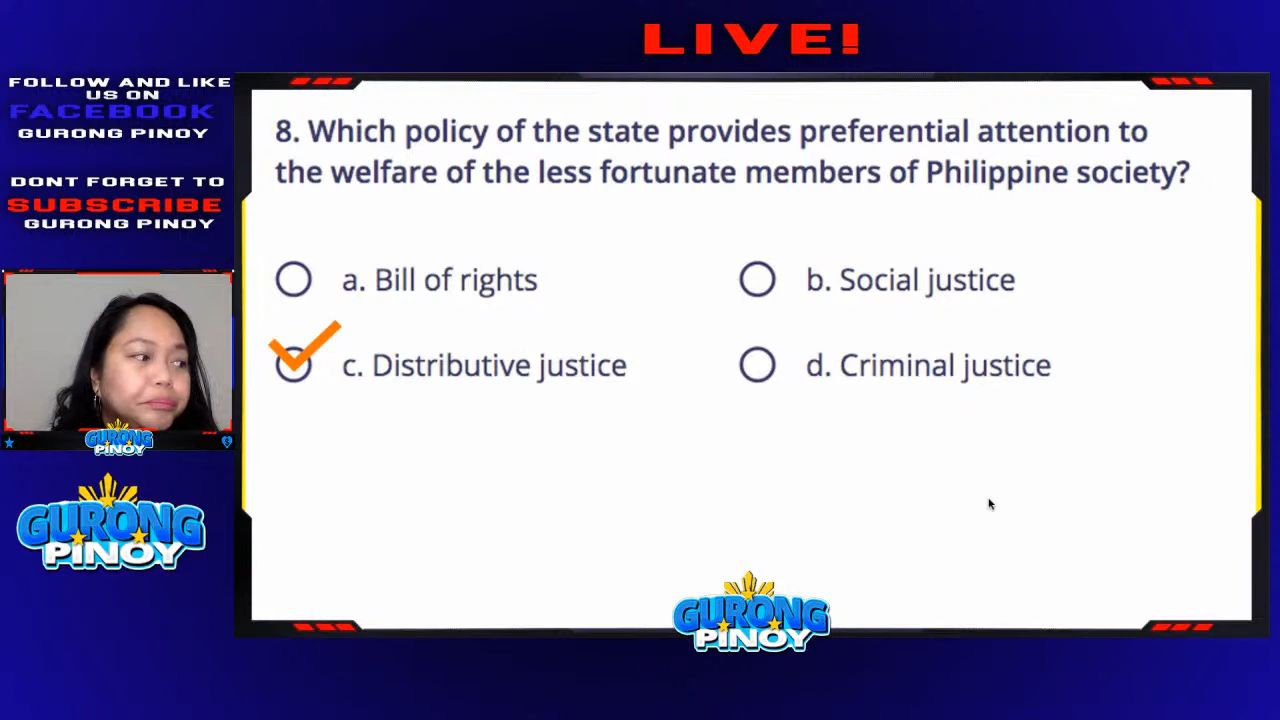 LIVE!
FOLLOW AND LIKE
US ON
FACEBOOK
GURONG PINOY
DONT FORGET TO
SUBSCRIBE
GURONG PINOY
8. Which policy of the state provides preferential attention to
the welfare of the less fortunate members of Philippine society?
a. Bill of rights
b. Social justice
c. Distributive justice
d. Criminal justice
GURONG
PINOY
GURONG
PINOY
GURONG
PINOY